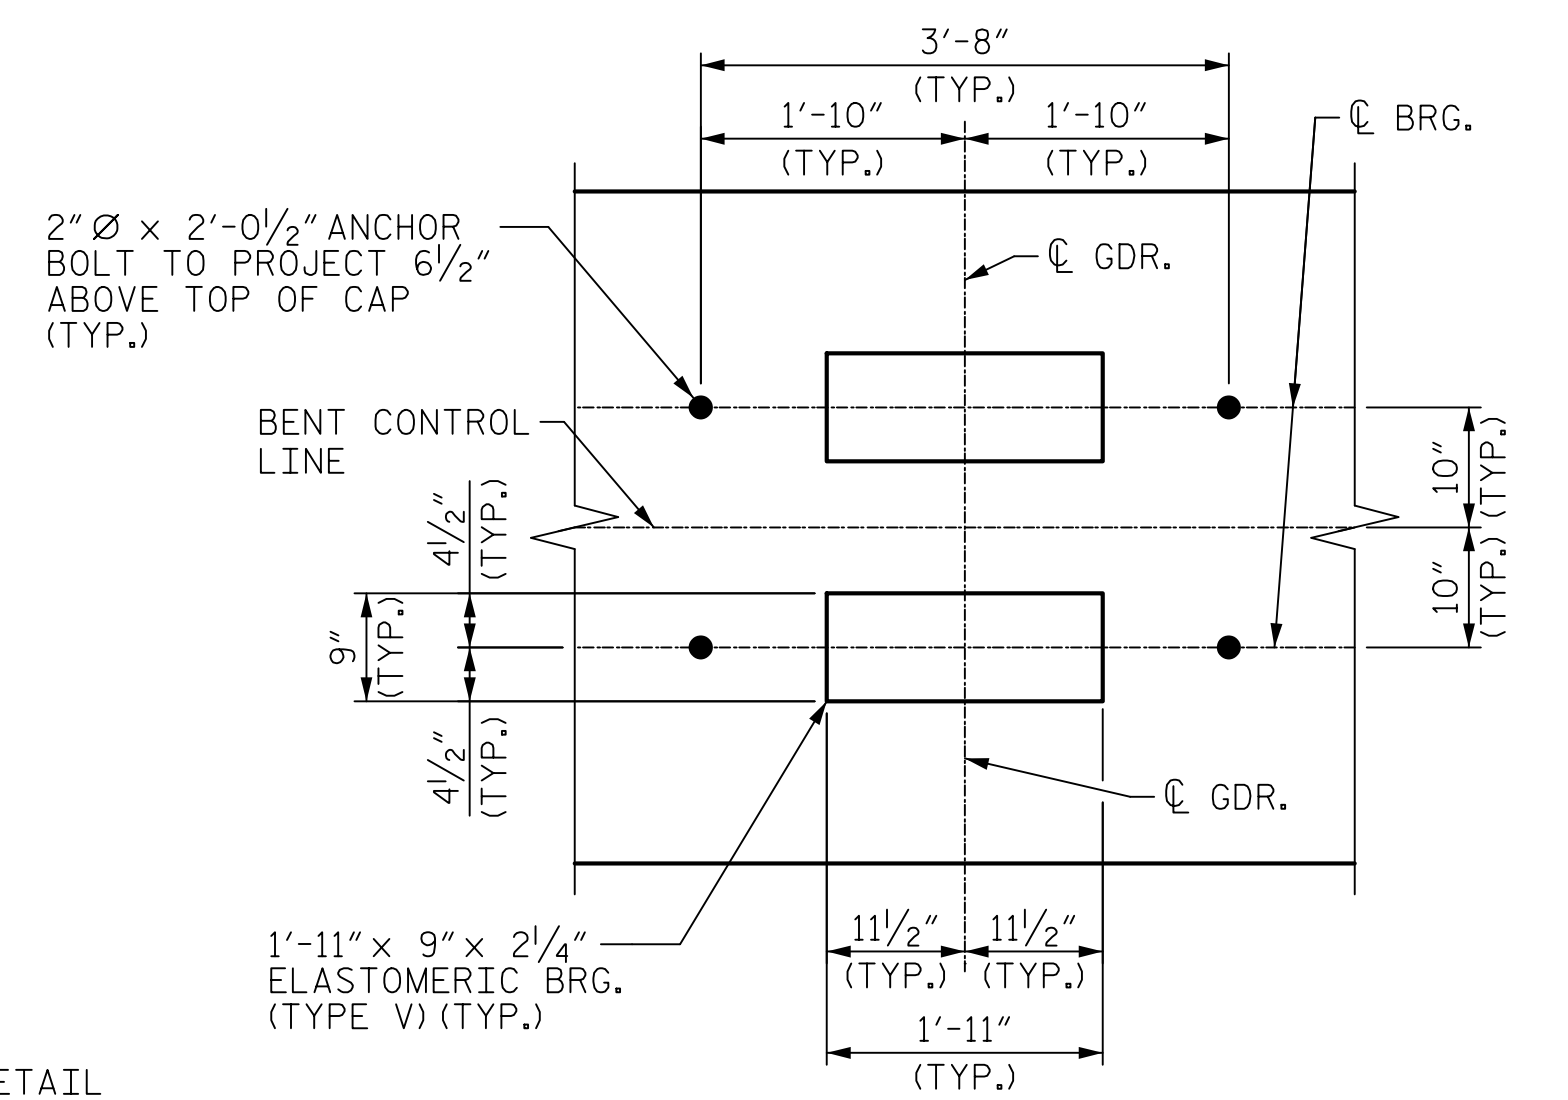 3′-8″
(TYP.)
1′-10″
(TYP.)
1′-10″
(TYP.)
℄ BRG.
2″Ø x 2′-0½″ ANCHOR
BOLT TO PROJECT 6½″
ABOVE TOP OF CAP
(TYP.)
℄ GDR.
BENT CONTROL
LINE
10″
(TYP.)
10″
(TYP.)
4½″
(TYP.)
9″
(TYP.)
4½″
(TYP.)
℄ GDR.
1′-11″ x 9″ x 2¼″
ELASTOMERIC BRG.
(TYPE V) (TYP.)
11½″
(TYP.)
11½″
(TYP.)
1′-11″
(TYP.)
ETAIL